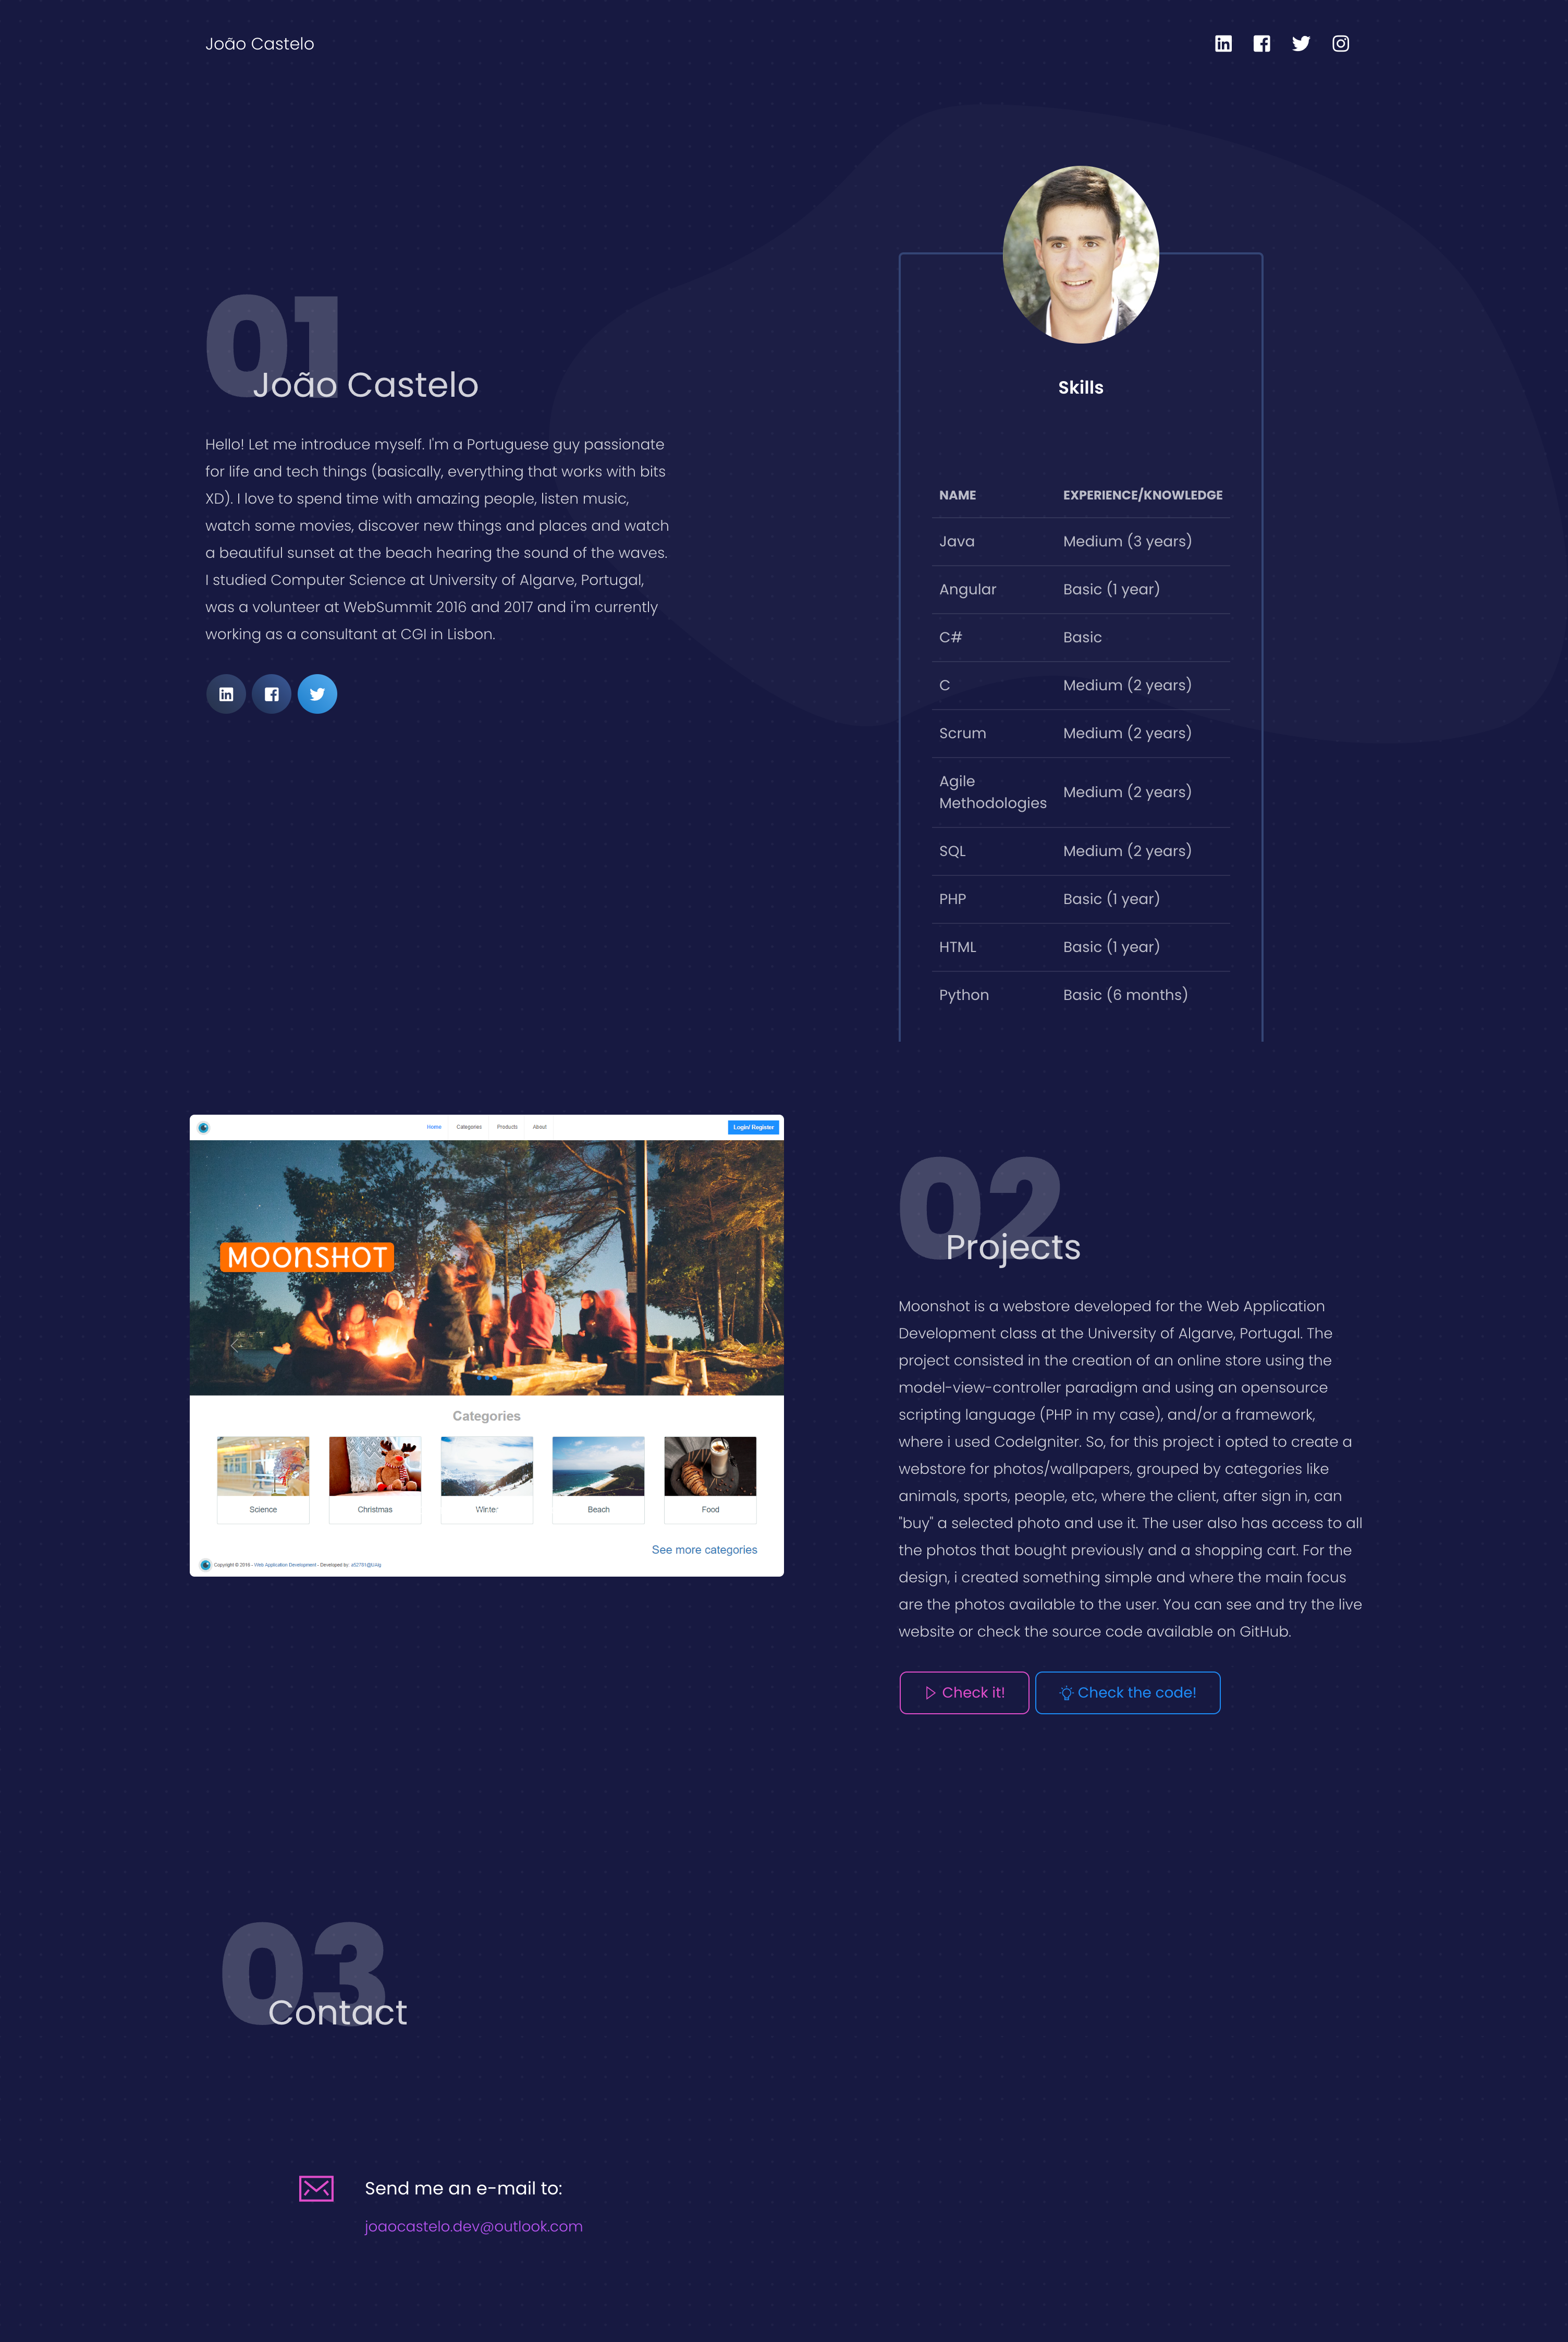 João Castelo
01
João Castelo
Hello! Let me introduce myself. I'm a Portuguese guy passionate
for life and tech things (basically, everything that works with bits
XD). I love to spend time with amazing people, listen music,
watch some movies, discover new things and places and watch
a beautiful sunset at the beach hearing the sound of the waves.
I studied Computer Science at University of Algarve, Portugal,
was a volunteer at WebSummit 2016 and 2017 and i'm currently
working as a consultant at CGI in Lisbon.
Skills
NAME EXPERIENCE/KNOWLEDGE
Java Medium (3 years)
Angular Basic (1 year)
C# Basic
C Medium (2 years)
Scrum Medium (2 years)
Agile
Methodologies Medium (2 years)
SQL Medium (2 years)
PHP Basic (1 year)
HTML Basic (1 year)
Python Basic (6 months)
Home Categories Products About Login/ Register
MOONSHOT
Categories
Science Christmas Winter Beach Food
See more categories
Copyright © 2016 - Web Application Development - Developed by:
02
Projects
Moonshot is a webstore developed for the Web Application
Development class at the University of Algarve, Portugal. The
project consisted in the creation of an online store using the
model-view-controller paradigm and using an opensource
scripting language (PHP in my case), and/or a framework,
where i used CodeIgniter. So, for this project i opted to create a
webstore for photos/wallpapers, grouped by categories like
animals, sports, people, etc, where the client, after sign in, can
"buy" a selected photo and use it. The user also has access to all
the photos that bought previously and a shopping cart. For the
design, i created something simple and where the main focus
are the photos available to the user. You can see and try the live
website or check the source code available on GitHub.
Check it! Check the code!
03
Contact
Send me an e-mail to:
joaocastelo.dev@outlook.com